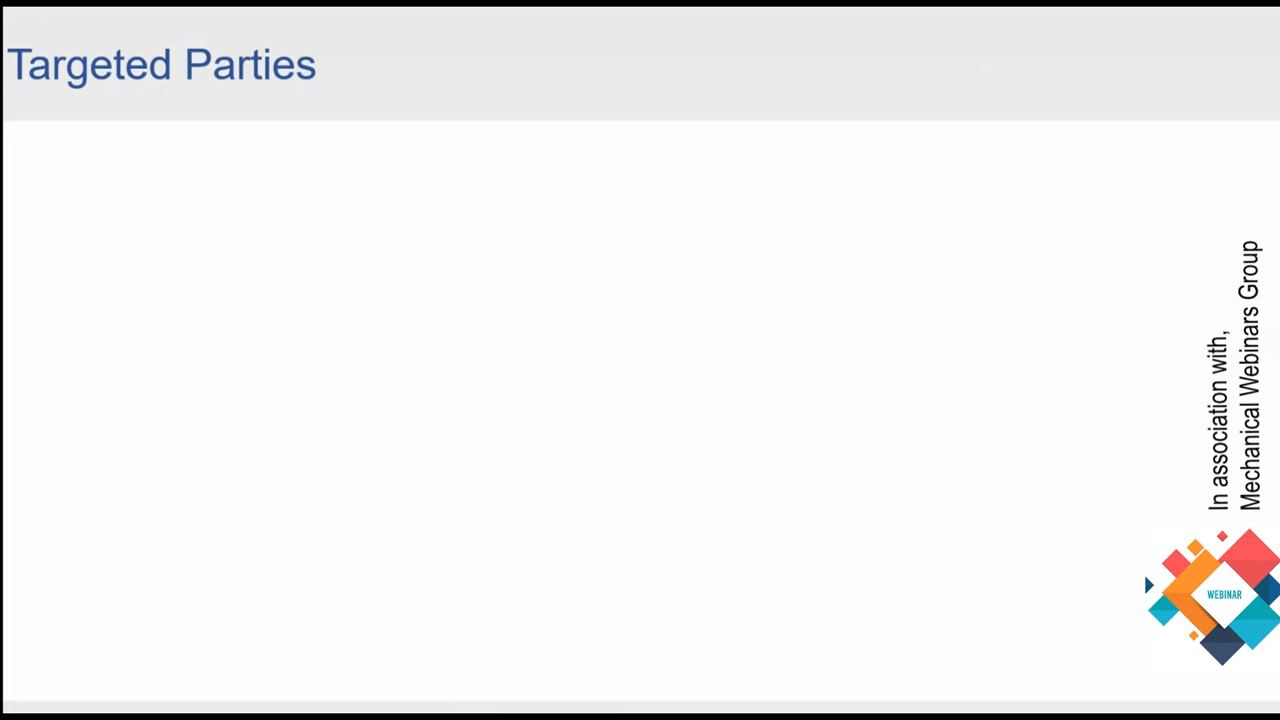 Targeted Parties
In association with,
Mechanical Webinars Group
WEBINAR